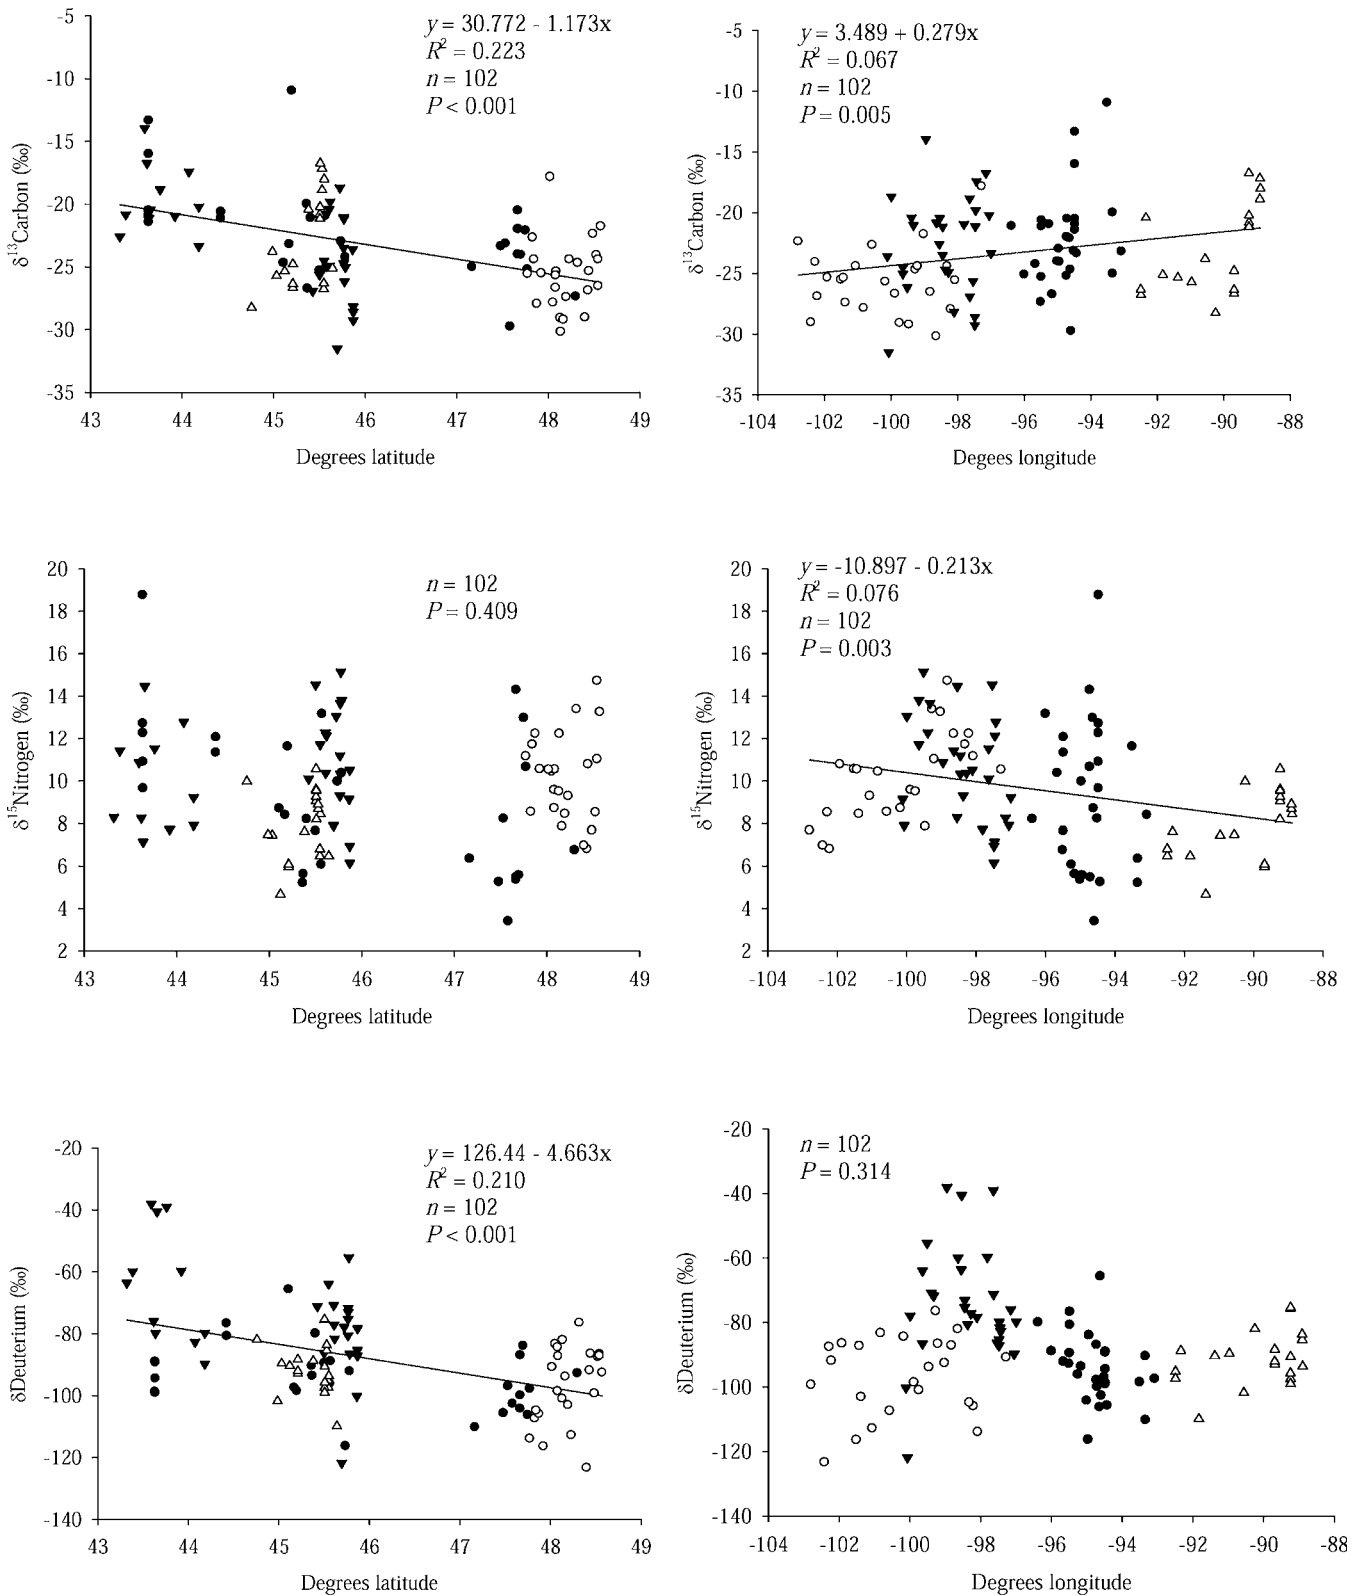 y = 30.772 - 1.173x
R² = 0.223
n = 102
P < 0.001
-5
-10
-15
-20
-25
-30
-35
δ¹³Carbon (‰)
43 44 45 46 47 48 49
Degrees latitude
y = 3.489 + 0.279x
R² = 0.067
n = 102
P = 0.005
-5
-10
-15
-20
-25
-30
-35
δ¹³Carbon (‰)
-104 -102 -100 -98 -96 -94 -92 -90 -88
Degees longitude
n = 102
P = 0.409
20
18
16
14
12
10
8
6
4
2
δ¹⁵Nitrogen (‰)
43 44 45 46 47 48 49
Degrees latitude
y = -10.897 - 0.213x
R² = 0.076
n = 102
P = 0.003
20
18
16
14
12
10
8
6
4
2
δ¹⁵Nitrogen (‰)
-104 -102 -100 -98 -96 -94 -92 -90 -88
Degrees longitude
y = 126.44 - 4.663x
R² = 0.210
n = 102
P < 0.001
-20
-40
-60
-80
-100
-120
-140
δDeuterium (‰)
43 44 45 46 47 48 49
Degrees latitude
n = 102
P = 0.314
-20
-40
-60
-80
-100
-120
-140
δDeuterium (‰)
-104 -102 -100 -98 -96 -94 -92 -90 -88
Degrees longitude